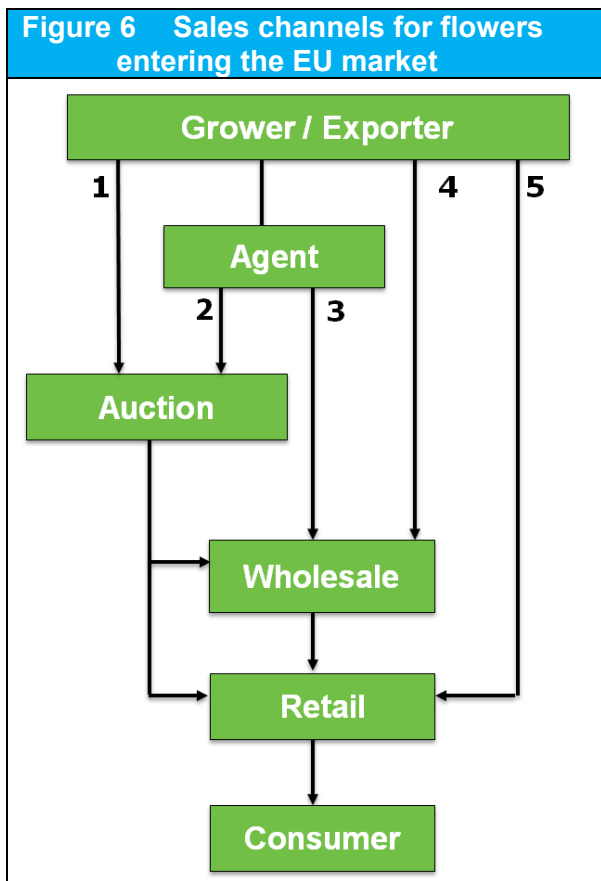 Figure 6 Sales channels for flowers
entering the EU market
Grower / Exporter
1
4
5
Agent
2
3
Auction
Wholesale
Retail
Consumer